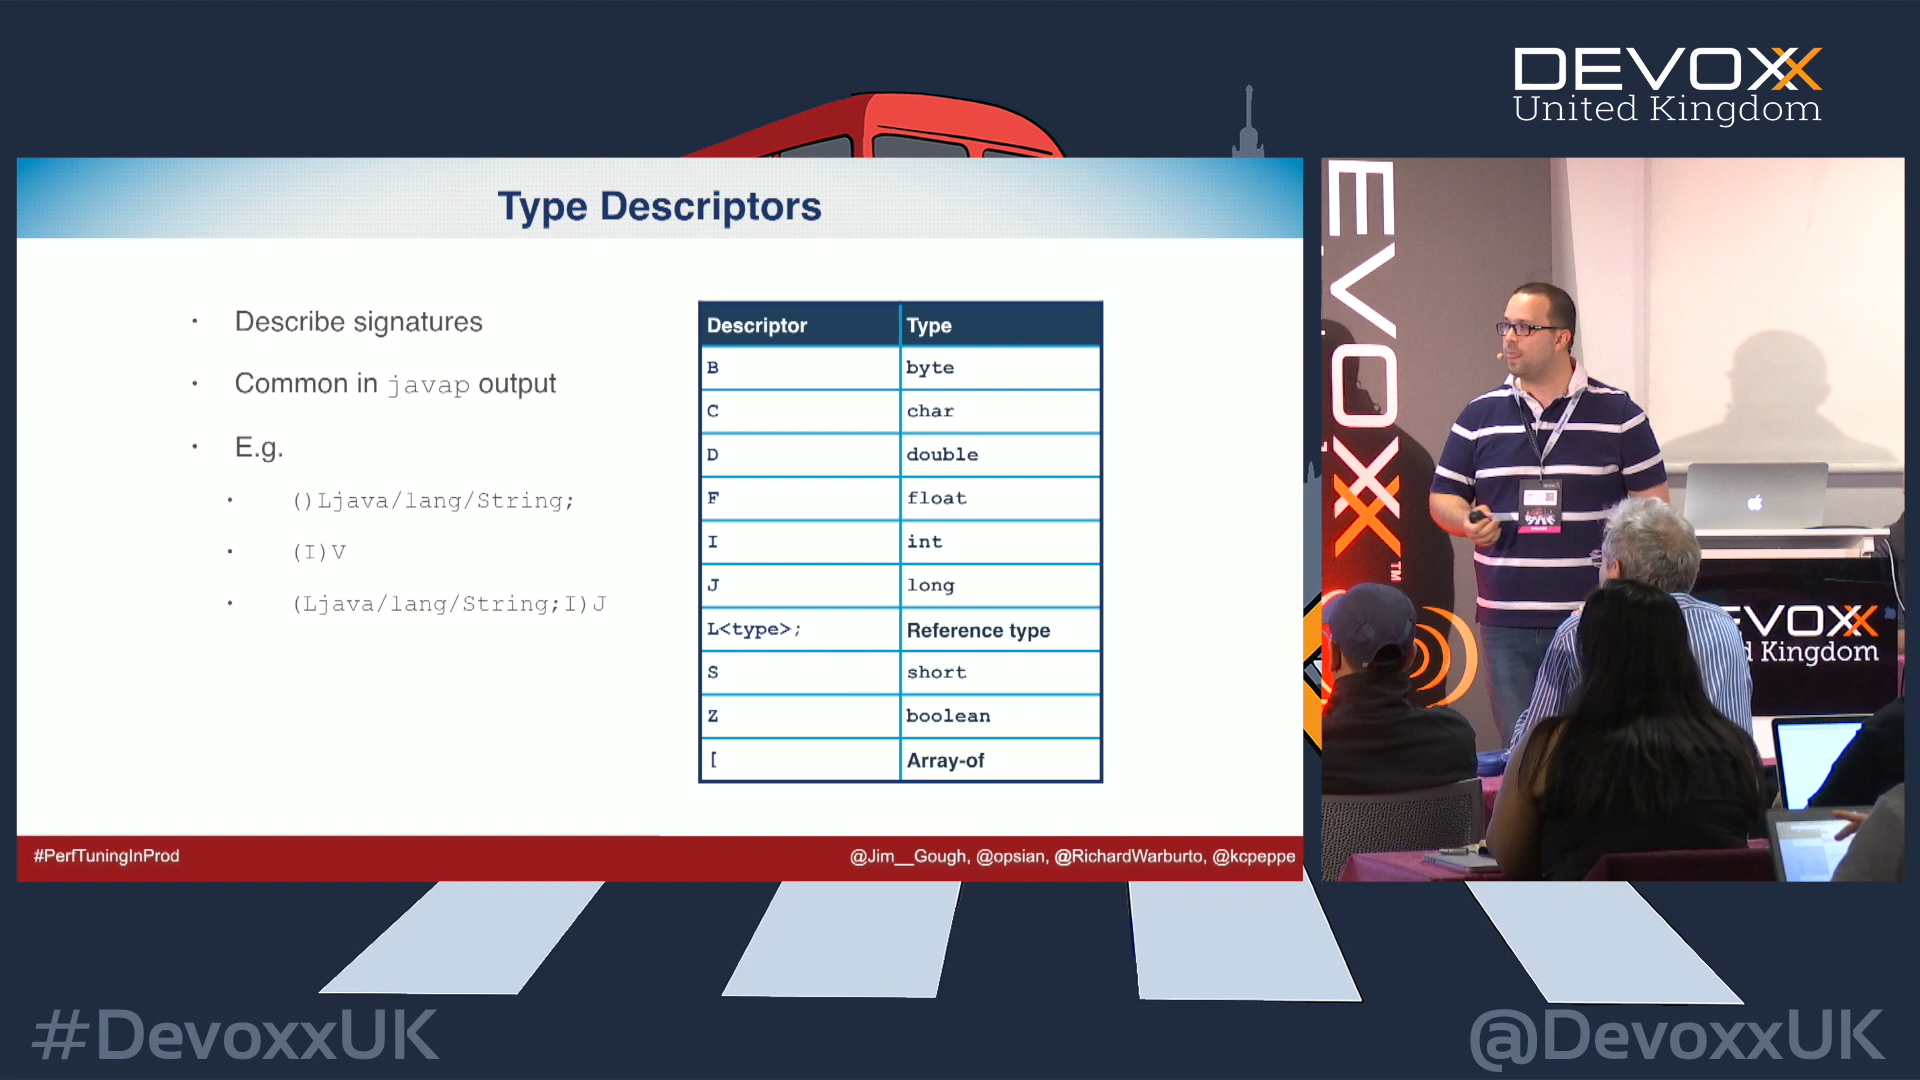 DEVOXX
United Kingdom
Type Descriptors
• Describe signatures
• Common in javap output
• E.g.
• ()Ljava/lang/String;
• (I)V
• (Ljava/lang/String;I)J
Descriptor Type
B byte
C char
D double
F float
I int
J long
L<type>; Reference type
S short
Z boolean
[ Array-of
#PerfTuningInProd
@Jim__Gough, @opsian, @RichardWarburto, @kcpeppe
EVOXX™
EVOXX
d Kingdom
#DevoxxUK
@DevoxxUK